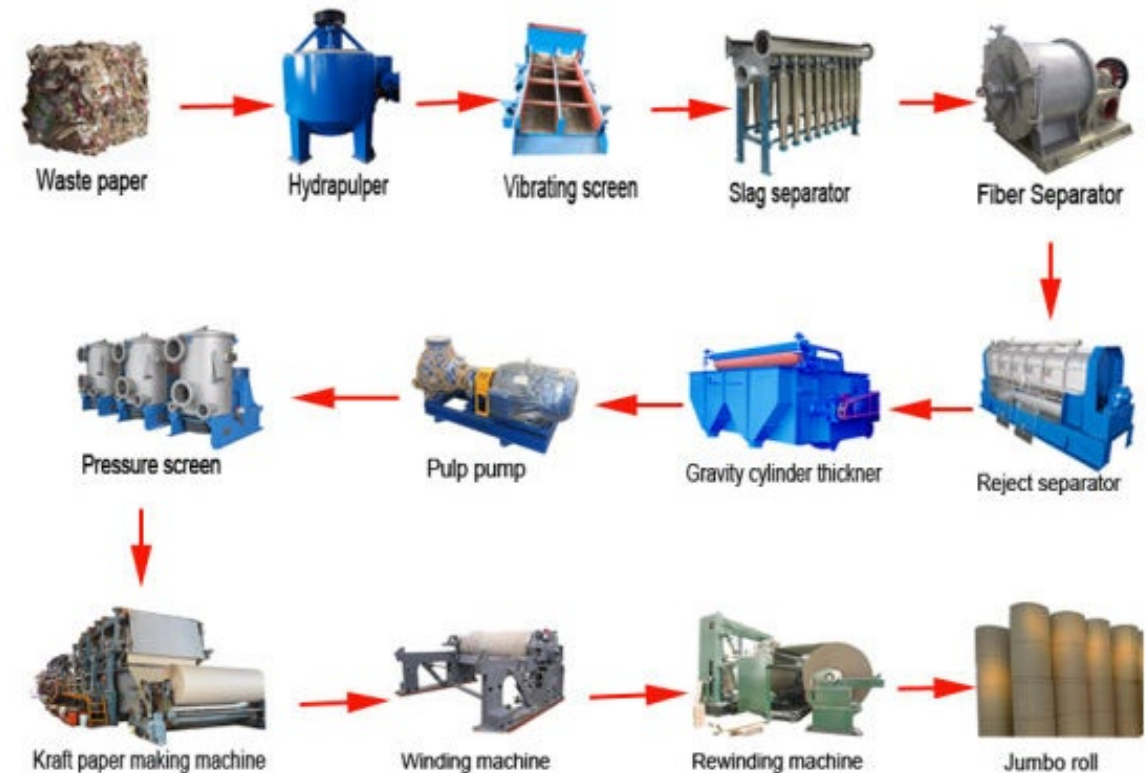 Waste paper
Hydrapulper
Vibrating screen
Slag separator
Fiber Separator
Reject separator
Gravity cylinder thickner
Pulp pump
Pressure screen
Kraft paper making machine
Winding machine
Rewinding machine
Jumbo roll